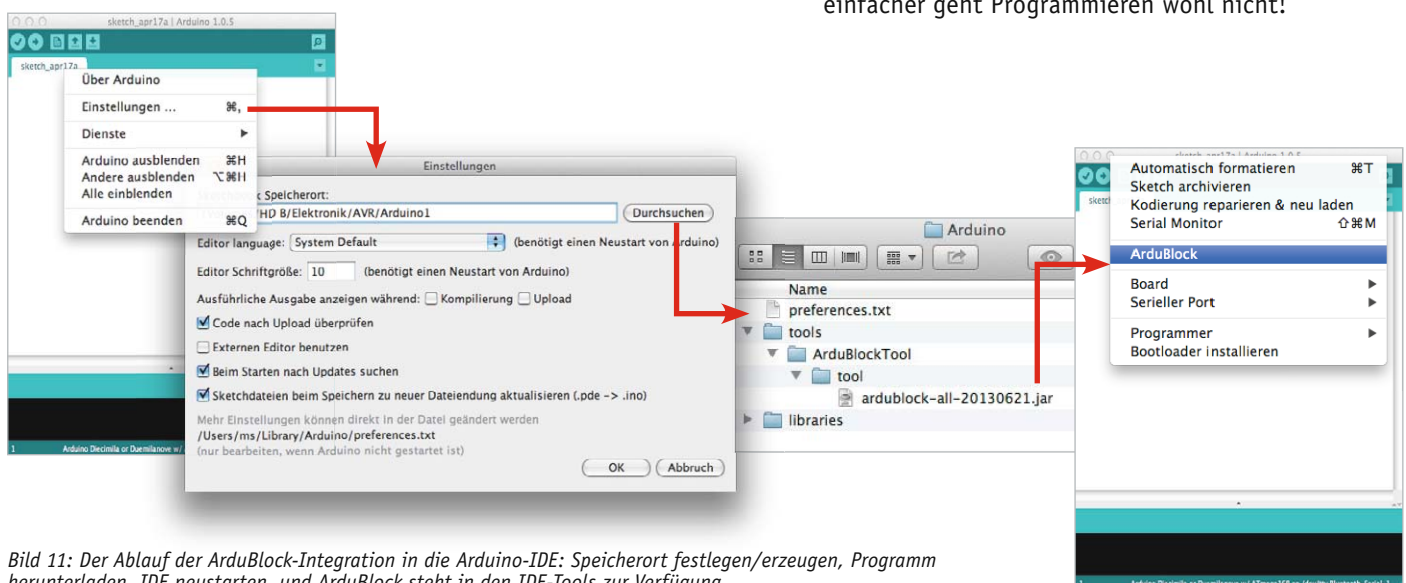 einfacher geht Programmieren wohl nicht!
sketch_apr17a | Arduino 1.0.5
sketch_apr17a
Über Arduino
Einstellungen ... ⌘,
Dienste
Arduino ausblenden ⌘H
Andere ausblenden ⌥⌘H
Alle einblenden
Arduino beenden ⌘Q
1 Arduino Diecimila or Duemilanove w/
Einstellungen
Speicherort:
HD B/Elektronik/AVR/Arduino1
Durchsuchen
Editor language: System Default (benötigt einen Neustart von Arduino)
Editor Schriftgröße: 10 (benötigt einen Neustart von Arduino)
Ausführliche Ausgabe anzeigen während: Kompilierung Upload
Code nach Upload überprüfen
Externen Editor benutzen
Beim Starten nach Updates suchen
Sketchdateien beim Speichern zu neuer Dateiendung aktualisieren (.pde -> .ino)
Mehr Einstellungen können direkt in der Datei geändert werden
/Users/ms/Library/Arduino/preferences.txt
(nur bearbeiten, wenn Arduino nicht gestartet ist)
OK Abbruch
Arduino
Name
preferences.txt
tools
ArduBlockTool
tool
ardublock-all-20130621.jar
libraries
Automatisch formatieren ⌘T
Sketch archivieren
Kodierung reparieren & neu laden
Serial Monitor ⇧⌘M
ArduBlock
Board
Serieller Port
Programmer
Bootloader installieren
Bild 11: Der Ablauf der ArduBlock-Integration in die Arduino-IDE: Speicherort festlegen/erzeugen, Programm
herunterladen, IDE neustarten, und ArduBlock steht in den IDE-Tools zur Verfügung